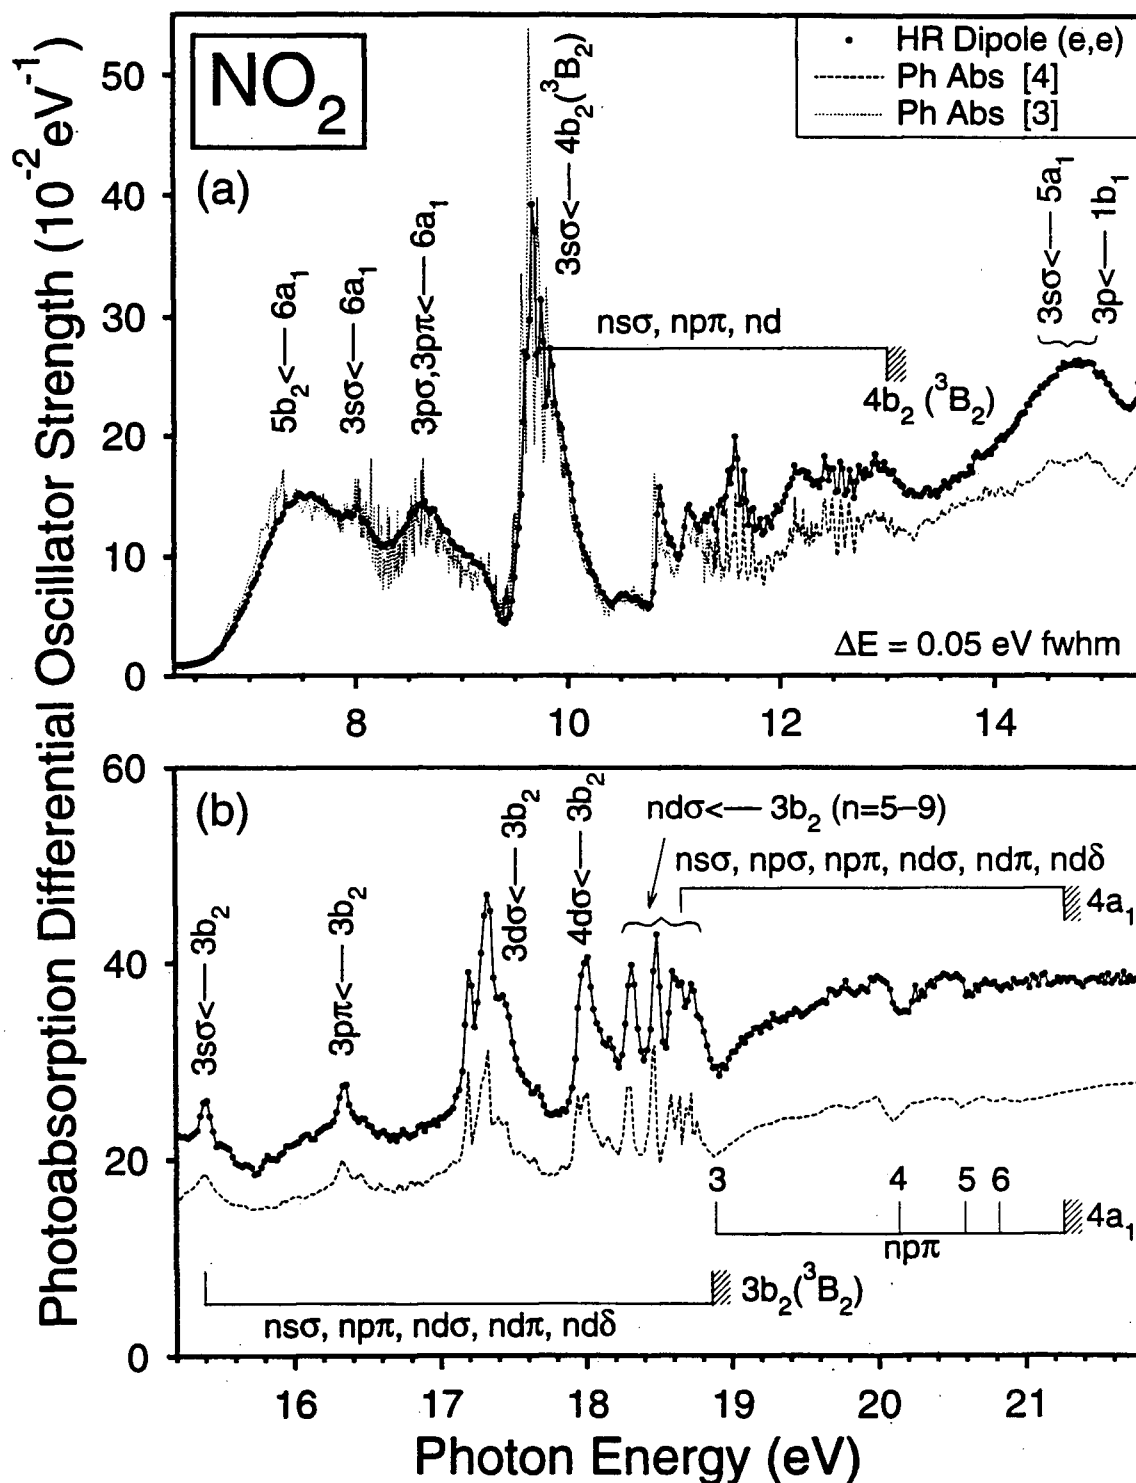 Photoabsorption Differential Oscillator Strength (10⁻² eV⁻¹)
NO₂
HR Dipole (e,e)
Ph Abs [4]
Ph Abs [3]
(a)
50
40
30
20
10
0
5b₂<—6a₁
3sσ<—6a₁
3pσ,3pπ<—6a₁
3sσ<—4b₂(³B₂)
nsσ, npπ, nd
4b₂ (³B₂)
3sσ<—5a₁
3p<—1b₁
ΔE = 0.05 eV fwhm
8 10 12 14
(b)
60
40
20
0
3sσ<—3b₂
3pπ<—3b₂
3dσ<—3b₂
4dσ<—3b₂
ndσ<—3b₂ (n=5–9)
nsσ, npσ, npπ, ndσ, ndπ, ndδ
4a₁
3 4 5 6
4a₁
npπ
3b₂(³B₂)
nsσ, npπ, ndσ, ndπ, ndδ
16 17 18 19 20 21
Photon Energy (eV)